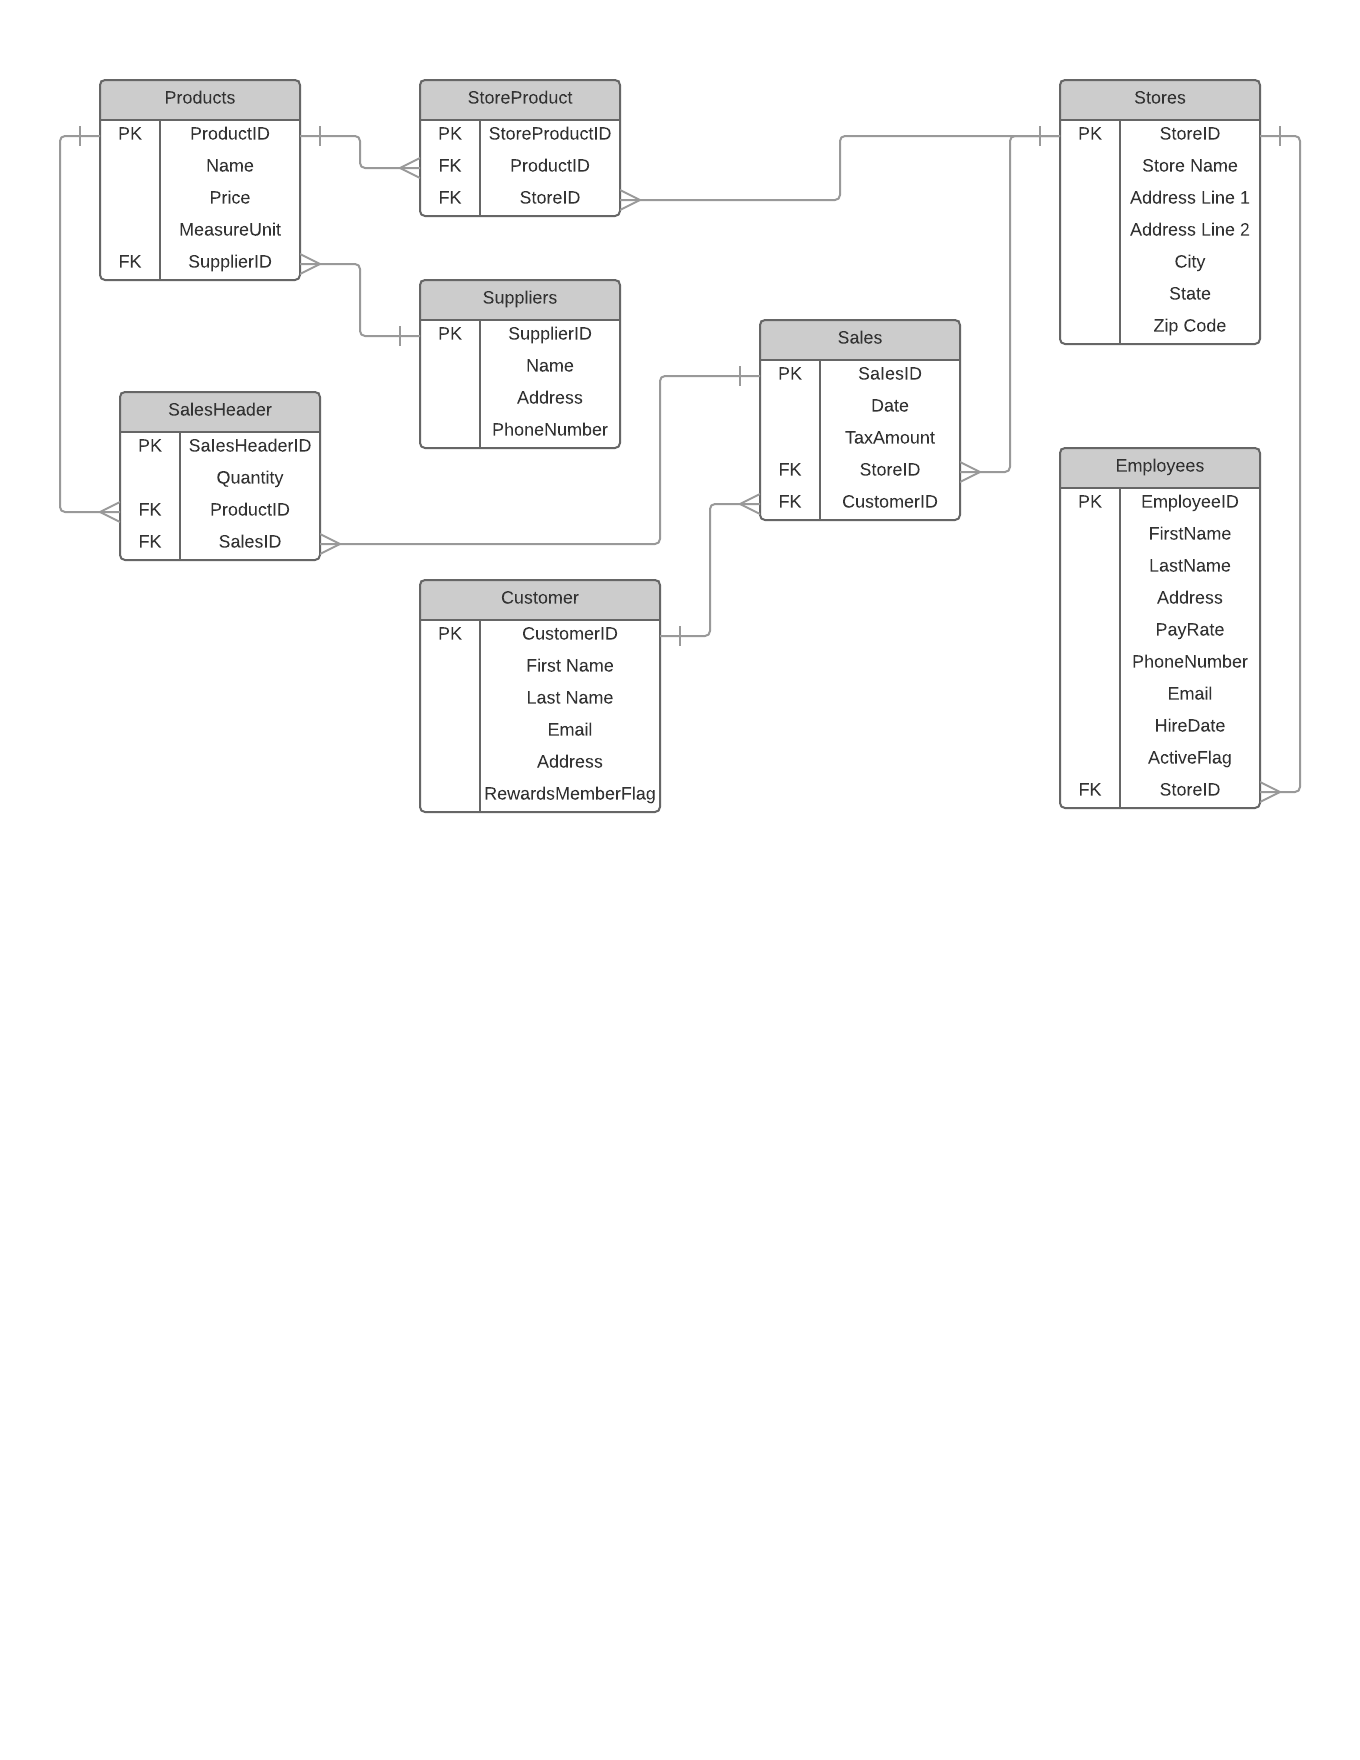 Products
PK ProductID
Name
Price
MeasureUnit
FK SupplierID
StoreProduct
PK StoreProductID
FK ProductID
FK StoreID
Stores
PK StoreID
Store Name
Address Line 1
Address Line 2
City
State
Zip Code
Suppliers
PK SupplierID
Name
Address
PhoneNumber
Sales
PK SalesID
Date
TaxAmount
FK StoreID
FK CustomerID
SalesHeader
PK SalesHeaderID
Quantity
FK ProductID
FK SalesID
Employees
PK EmployeeID
FirstName
LastName
Address
PayRate
PhoneNumber
Email
HireDate
ActiveFlag
FK StoreID
Customer
PK CustomerID
First Name
Last Name
Email
Address
RewardsMemberFlag